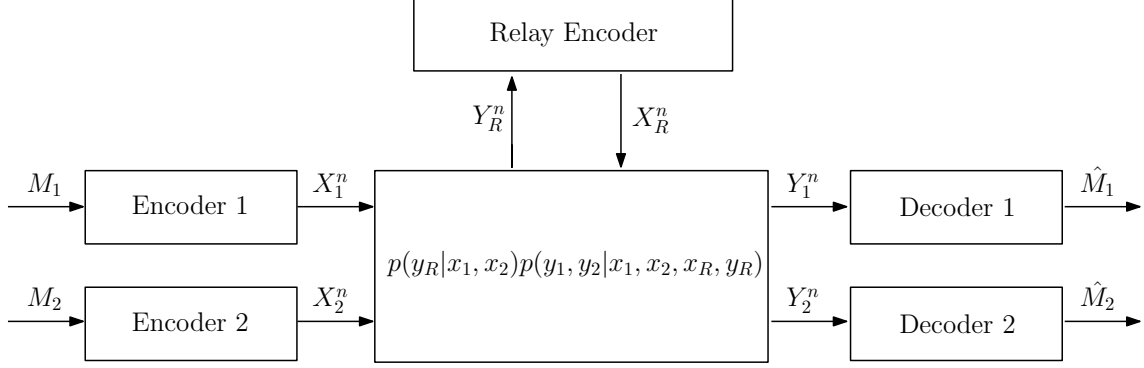 Relay Encoder
Y_R^n X_R^n
M_1 Encoder 1 X_1^n Y_1^n Decoder 1 \hat{M}_1
p(y_R|x_1, x_2)p(y_1, y_2|x_1, x_2, x_R, y_R)
M_2 Encoder 2 X_2^n Y_2^n Decoder 2 \hat{M}_2